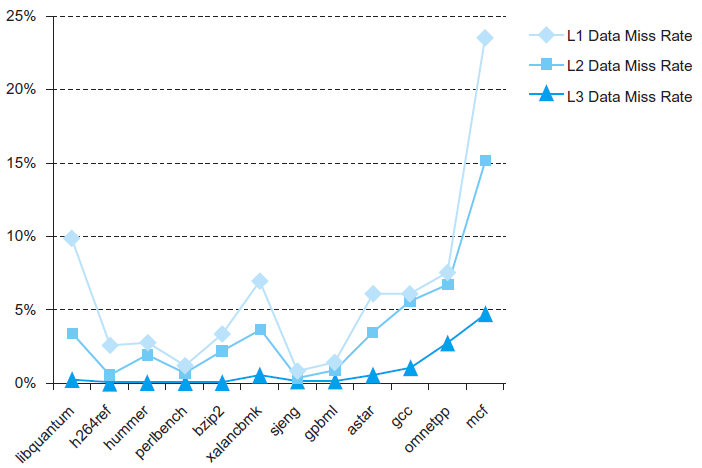 25%
20%
15%
10%
5%
0%
libquantum
h264ref
hummer
perlbench
bzip2
xalancbmk
sjeng
gpbml
astar
gcc
omnetpp
mcf
L1 Data Miss Rate
L2 Data Miss Rate
L3 Data Miss Rate